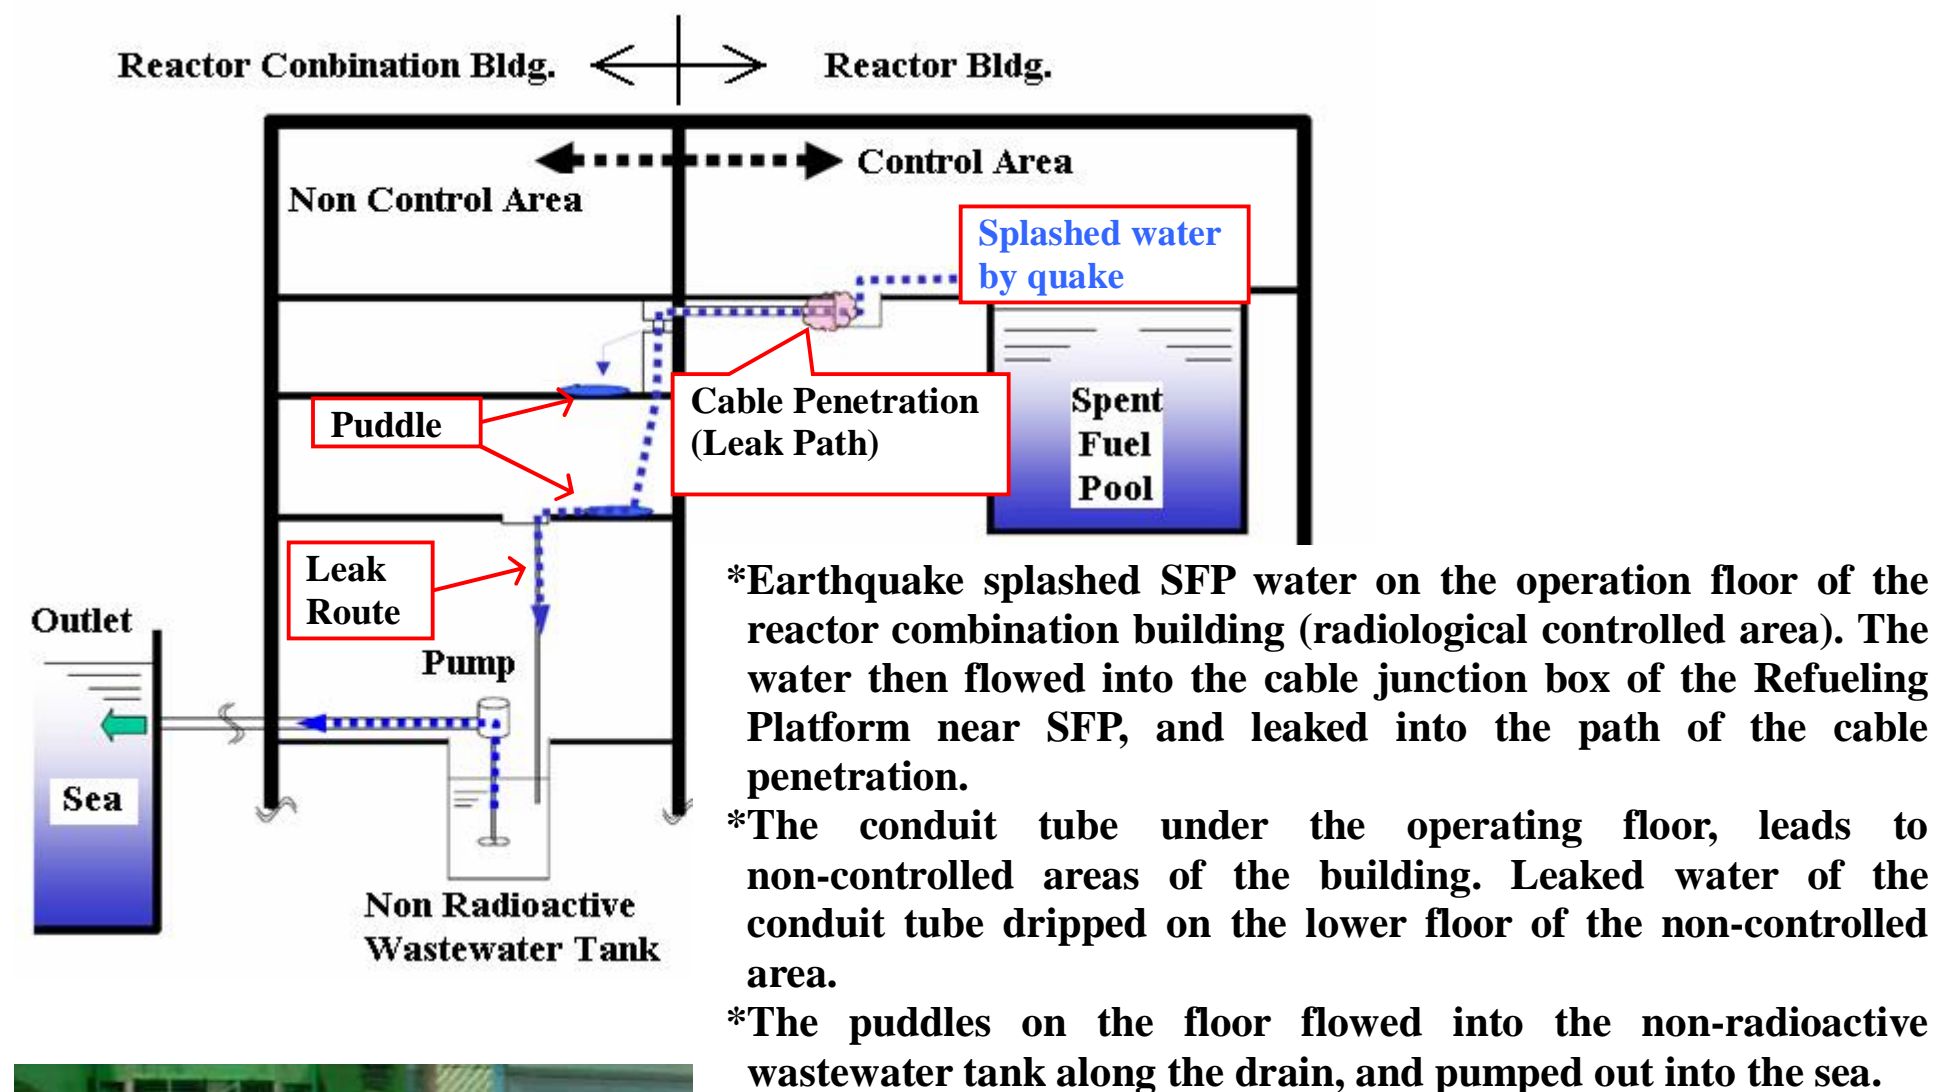 Reactor Conbination Bldg.
Reactor Bldg.
Control Area
Non Control Area
Splashed water
by quake
Cable Penetration
(Leak Path)
Puddle
Spent
Fuel
Pool
Leak
Route
Outlet
Pump
Sea
Non Radioactive
Wastewater Tank
*Earthquake splashed SFP water on the operation floor of the
reactor combination building (radiological controlled area). The
water then flowed into the cable junction box of the Refueling
Platform near SFP, and leaked into the path of the cable
penetration.
*The conduit tube under the operating floor, leads to
non-controlled areas of the building. Leaked water of the
conduit tube dripped on the lower floor of the non-controlled
area.
*The puddles on the floor flowed into the non-radioactive
wastewater tank along the drain, and pumped out into the sea.